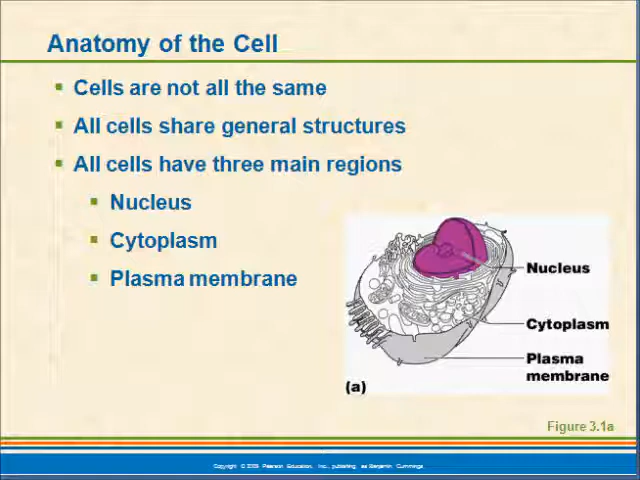 Anatomy of the Cell
▪ Cells are not all the same
▪ All cells share general structures
▪ All cells have three main regions
▪ Nucleus
▪ Cytoplasm
▪ Plasma membrane
Nucleus
Cytoplasm
Plasma
membrane
(a)
Figure 3.1a
Copyright © 2009 Pearson Education, Inc., publishing as Benjamin Cummings